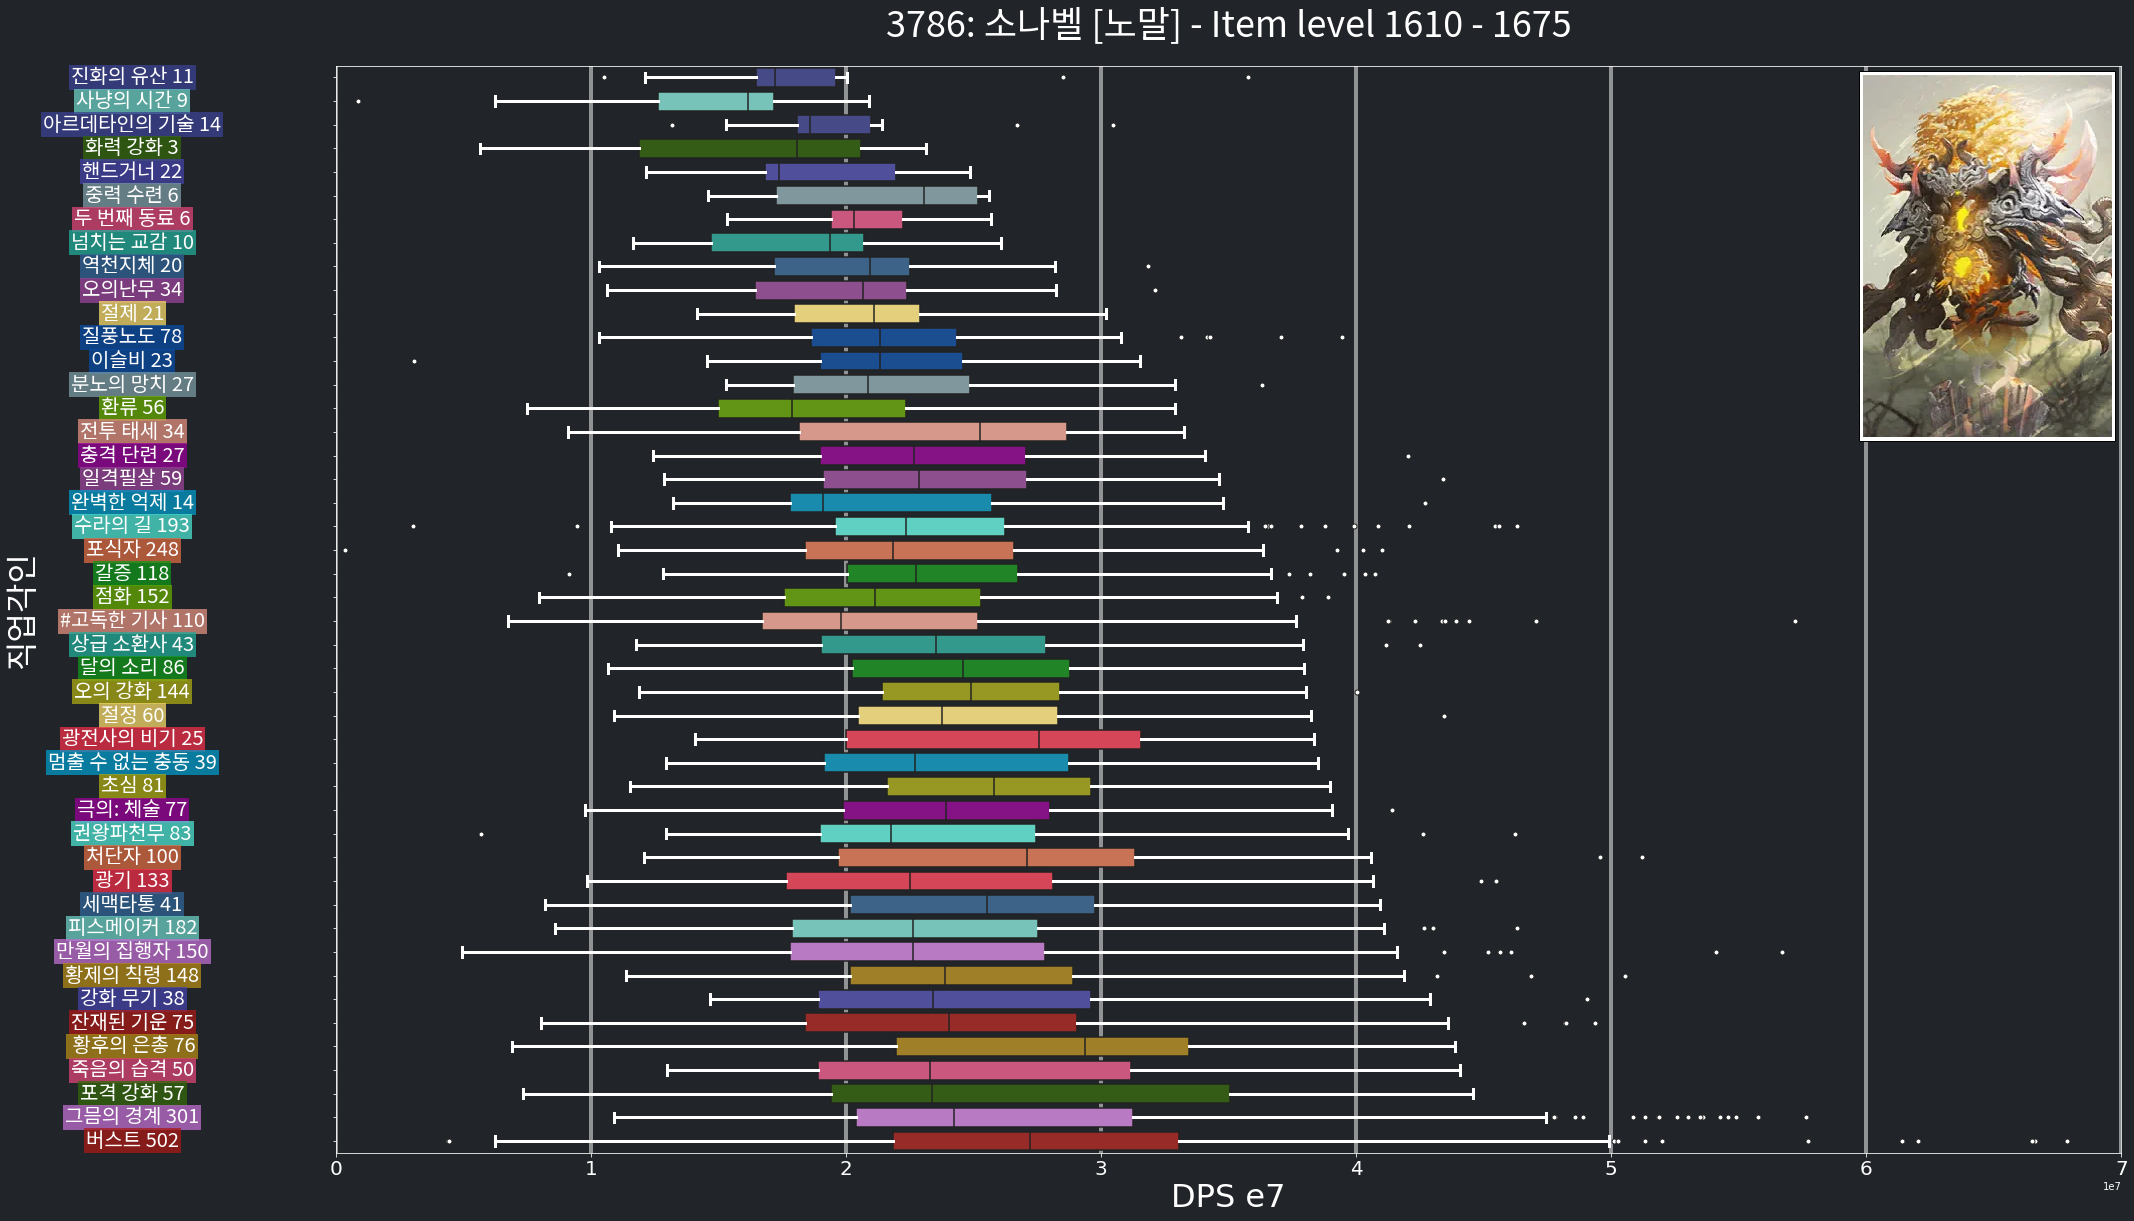 3786: 소나벨 [노말] - Item level 1610 - 1675
진화의 유산 11
사냥의 시간 9
아르데타인의 기술 14
화력 강화 3
핸드거너 22
중력 수련 6
두 번째 동료 6
넘치는 교감 10
역천지체 20
오의난무 34
절제 21
질풍노도 78
이슬비 23
분노의 망치 27
환류 56
전투 태세 34
충격 단련 27
일격필살 59
완벽한 억제 14
수라의 길 193
포식자 248
갈증 118
점화 152
#고독한 기사 110
상급 소환사 43
달의 소리 86
오의 강화 144
절정 60
광전사의 비기 25
멈출 수 없는 충동 39
초심 81
극의: 체술 77
권왕파천무 83
처단자 100
광기 133
세맥타통 41
피스메이커 182
만월의 집행자 150
황제의 칙령 148
강화 무기 38
잔재된 기운 75
황후의 은총 76
죽음의 습격 50
포격 강화 57
그믐의 경계 301
버스트 502
직업각인
0 1 2 3 4 5 6 7
1e7
DPS e7